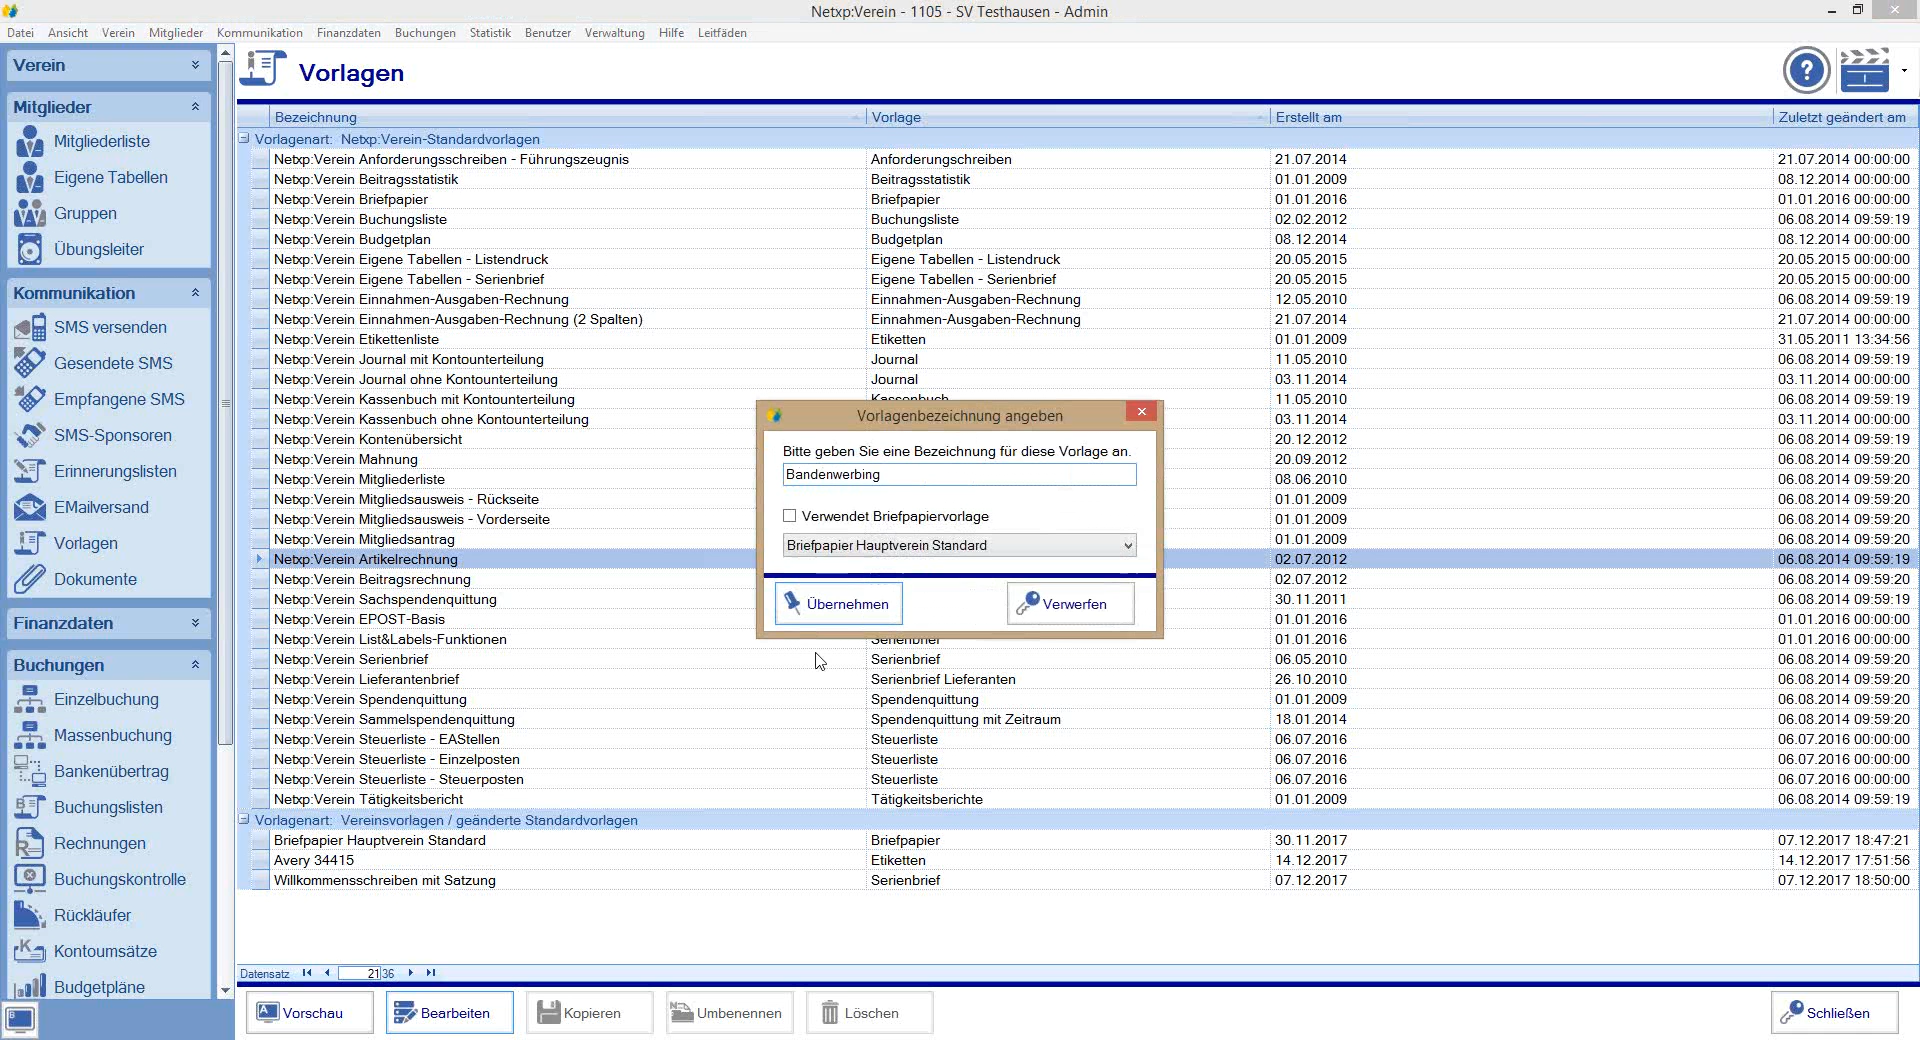 Netxp:Verein - 1105 - SV Testhausen - Admin
Datei Ansicht Verein Mitglieder Kommunikation Finanzdaten Buchungen Statistik Benutzer Verwaltung Hilfe Leitfäden
Verein
Mitglieder
Mitgliederliste
Eigene Tabellen
Gruppen
Übungsleiter
Kommunikation
SMS versenden
Gesendete SMS
Empfangene SMS
SMS-Sponsoren
Erinnerungslisten
EMailversand
Vorlagen
Dokumente
Finanzdaten
Buchungen
Einzelbuchung
Massenbuchung
Bankenübertrag
Buchungslisten
Rechnungen
Buchungskontrolle
Rückläufer
Kontoumsätze
Budgetpläne
Vorlagen
Bezeichnung Vorlage Erstellt am Zuletzt geändert am
Vorlagenart: Netxp:Verein-Standardvorlagen
Netxp:Verein Anforderungsschreiben - Führungszeugnis Anforderungschreiben 21.07.2014 21.07.2014 00:00:00
Netxp:Verein Beitragsstatistik Beitragsstatistik 01.01.2009 08.12.2014 00:00:00
Netxp:Verein Briefpapier Briefpapier 01.01.2016 01.01.2016 00:00:00
Netxp:Verein Buchungsliste Buchungsliste 02.02.2012 06.08.2014 09:59:19
Netxp:Verein Budgetplan Budgetplan 08.12.2014 08.12.2014 00:00:00
Netxp:Verein Eigene Tabellen - Listendruck Eigene Tabellen - Listendruck 20.05.2015 20.05.2015 00:00:00
Netxp:Verein Eigene Tabellen - Serienbrief Eigene Tabellen - Serienbrief 20.05.2015 20.05.2015 00:00:00
Netxp:Verein Einnahmen-Ausgaben-Rechnung Einnahmen-Ausgaben-Rechnung 12.05.2010 06.08.2014 09:59:19
Netxp:Verein Einnahmen-Ausgaben-Rechnung (2 Spalten) Einnahmen-Ausgaben-Rechnung 21.07.2014 21.07.2014 00:00:00
Netxp:Verein Etikettenliste Etiketten 01.01.2009 31.05.2011 13:34:56
Netxp:Verein Journal mit Kontounterteilung Journal 11.05.2010 06.08.2014 09:59:19
Netxp:Verein Journal ohne Kontounterteilung Journal 03.11.2014 03.11.2014 00:00:00
Netxp:Verein Kassenbuch mit Kontounterteilung Kassenbuch 11.05.2010 06.08.2014 09:59:19
Netxp:Verein Kassenbuch ohne Kontounterteilung 03.11.2014 03.11.2014 00:00:00
Netxp:Verein Kontenübersicht 20.12.2012 06.08.2014 09:59:19
Netxp:Verein Mahnung 20.09.2012 06.08.2014 09:59:20
Netxp:Verein Mitgliederliste 08.06.2010 06.08.2014 09:59:20
Netxp:Verein Mitgliedsausweis - Rückseite 01.01.2009 06.08.2014 09:59:20
Netxp:Verein Mitgliedsausweis - Vorderseite 01.01.2009 06.08.2014 09:59:20
Netxp:Verein Mitgliedsantrag 01.01.2009 06.08.2014 09:59:20
Netxp:Verein Artikelrechnung 02.07.2012 06.08.2014 09:59:19
Netxp:Verein Beitragsrechnung 02.07.2012 06.08.2014 09:59:20
Netxp:Verein Sachspendenquittung 30.11.2011 06.08.2014 09:59:20
Netxp:Verein EPOST-Basis 01.01.2016 01.01.2016 00:00:00
Netxp:Verein List&Labels-Funktionen Serienbrief 01.01.2016 01.01.2016 00:00:00
Netxp:Verein Serienbrief Serienbrief 06.05.2010 06.08.2014 09:59:20
Netxp:Verein Lieferantenbrief Serienbrief Lieferanten 26.10.2010 06.08.2014 09:59:20
Netxp:Verein Spendenquittung Spendenquittung 01.01.2009 06.08.2014 09:59:20
Netxp:Verein Sammelspendenquittung Spendenquittung mit Zeitraum 18.01.2014 06.08.2014 09:59:20
Netxp:Verein Steuerliste - EAStellen Steuerliste 06.07.2016 06.07.2016 00:00:00
Netxp:Verein Steuerliste - Einzelposten Steuerliste 06.07.2016 06.07.2016 00:00:00
Netxp:Verein Steuerliste - Steuerposten Steuerliste 06.07.2016 06.07.2016 00:00:00
Netxp:Verein Tätigkeitsbericht Tätigkeitsberichte 01.01.2009 06.08.2014 09:59:19
Vorlagenart: Vereinsvorlagen / geänderte Standardvorlagen
Briefpapier Hauptverein Standard Briefpapier 30.11.2017 07.12.2017 18:47:21
Avery 34415 Etiketten 14.12.2017 14.12.2017 17:51:56
Willkommensschreiben mit Satzung Serienbrief 07.12.2017 07.12.2017 18:50:00
Vorlagenbezeichnung angeben
Bitte geben Sie eine Bezeichnung für diese Vorlage an.
Bandenwerbing
Verwendet Briefpapiervorlage
Briefpapier Hauptverein Standard
Übernehmen Verwerfen
Datensatz 21 36
Vorschau Bearbeiten Kopieren Umbenennen Löschen Schließen